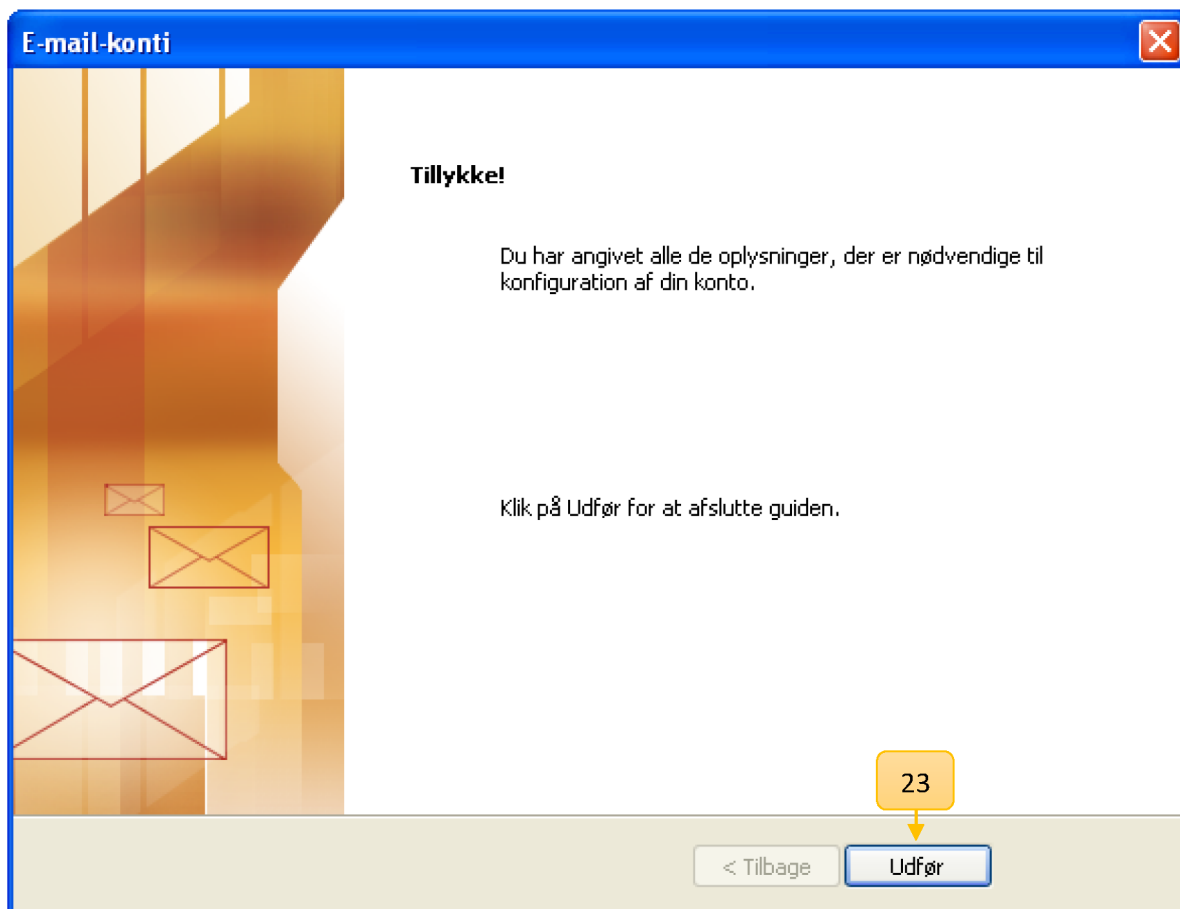 E-mail-konti
Tillykke!
Du har angivet alle de oplysninger, der er nødvendige til
konfiguration af din konto.
Klik på Udfør for at afslutte guiden.
23
< Tilbage
Udfør